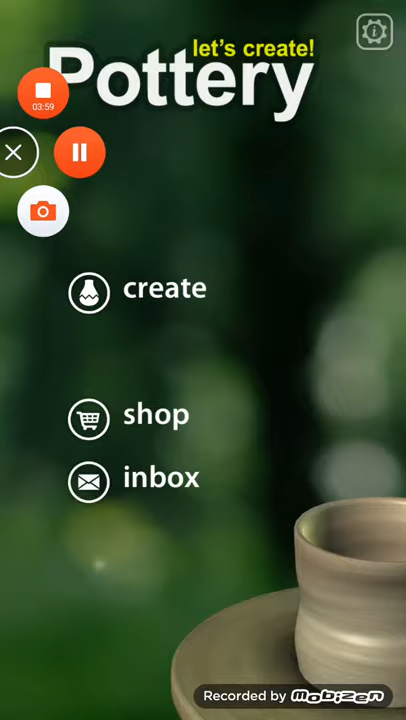 let's create!
Pottery
03:59
create
shop
inbox
Recorded by mobizen